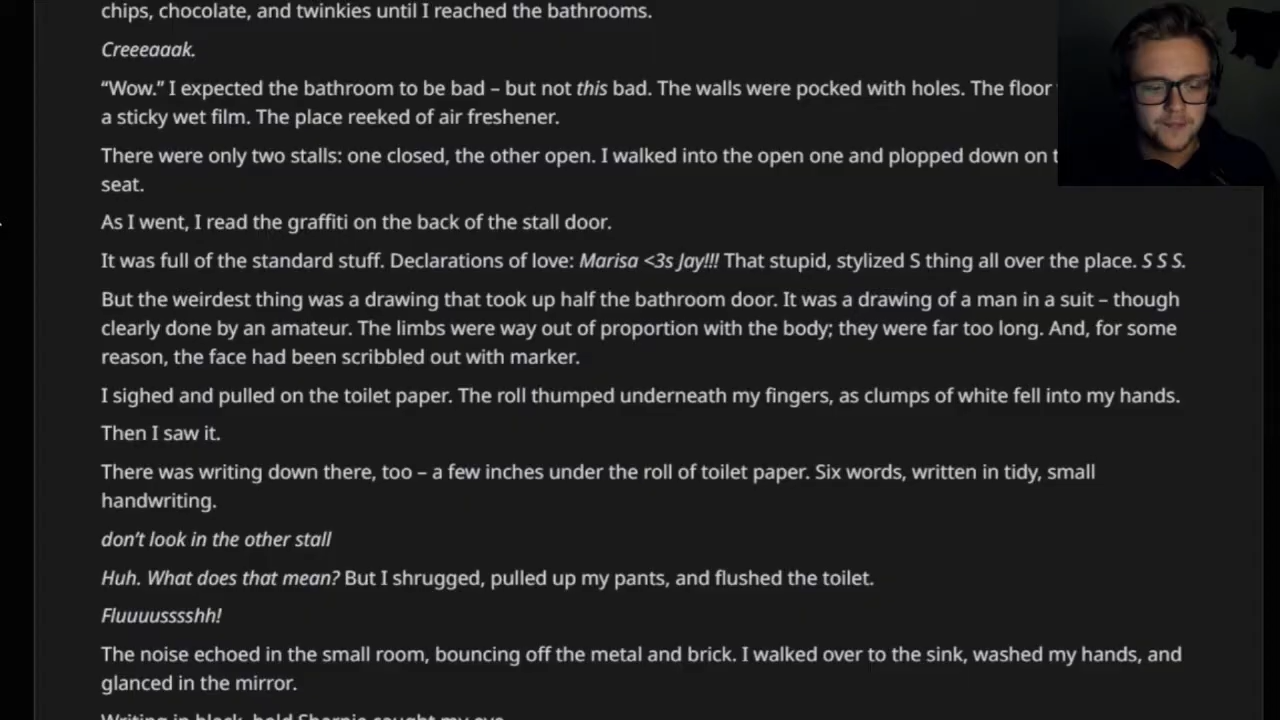 chips, chocolate, and twinkies until I reached the bathrooms.
Creeeaaak.
“Wow.” I expected the bathroom to be bad – but not this bad. The walls were pocked with holes. The floor
a sticky wet film. The place reeked of air freshener.
There were only two stalls: one closed, the other open. I walked into the open one and plopped down on
seat.
As I went, I read the graffiti on the back of the stall door.
It was full of the standard stuff. Declarations of love: Marisa <3s Jay!!! That stupid, stylized S thing all over the place. S S S.
But the weirdest thing was a drawing that took up half the bathroom door. It was a drawing of a man in a suit – though
clearly done by an amateur. The limbs were way out of proportion with the body; they were far too long. And, for some
reason, the face had been scribbled out with marker.
I sighed and pulled on the toilet paper. The roll thumped underneath my fingers, as clumps of white fell into my hands.
Then I saw it.
There was writing down there, too – a few inches under the roll of toilet paper. Six words, written in tidy, small
handwriting.
don’t look in the other stall
Huh. What does that mean? But I shrugged, pulled up my pants, and flushed the toilet.
Fluuuusssshh!
The noise echoed in the small room, bouncing off the metal and brick. I walked over to the sink, washed my hands, and
glanced in the mirror.
Writing in black, bold Sharpie caught my eye.